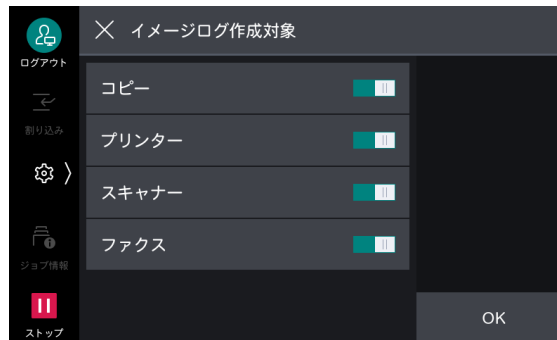 イメージログ作成対象
ログアウト
コピー
割り込み
プリンター
スキャナー
ファクス
ジョブ情報
OK
ストップ